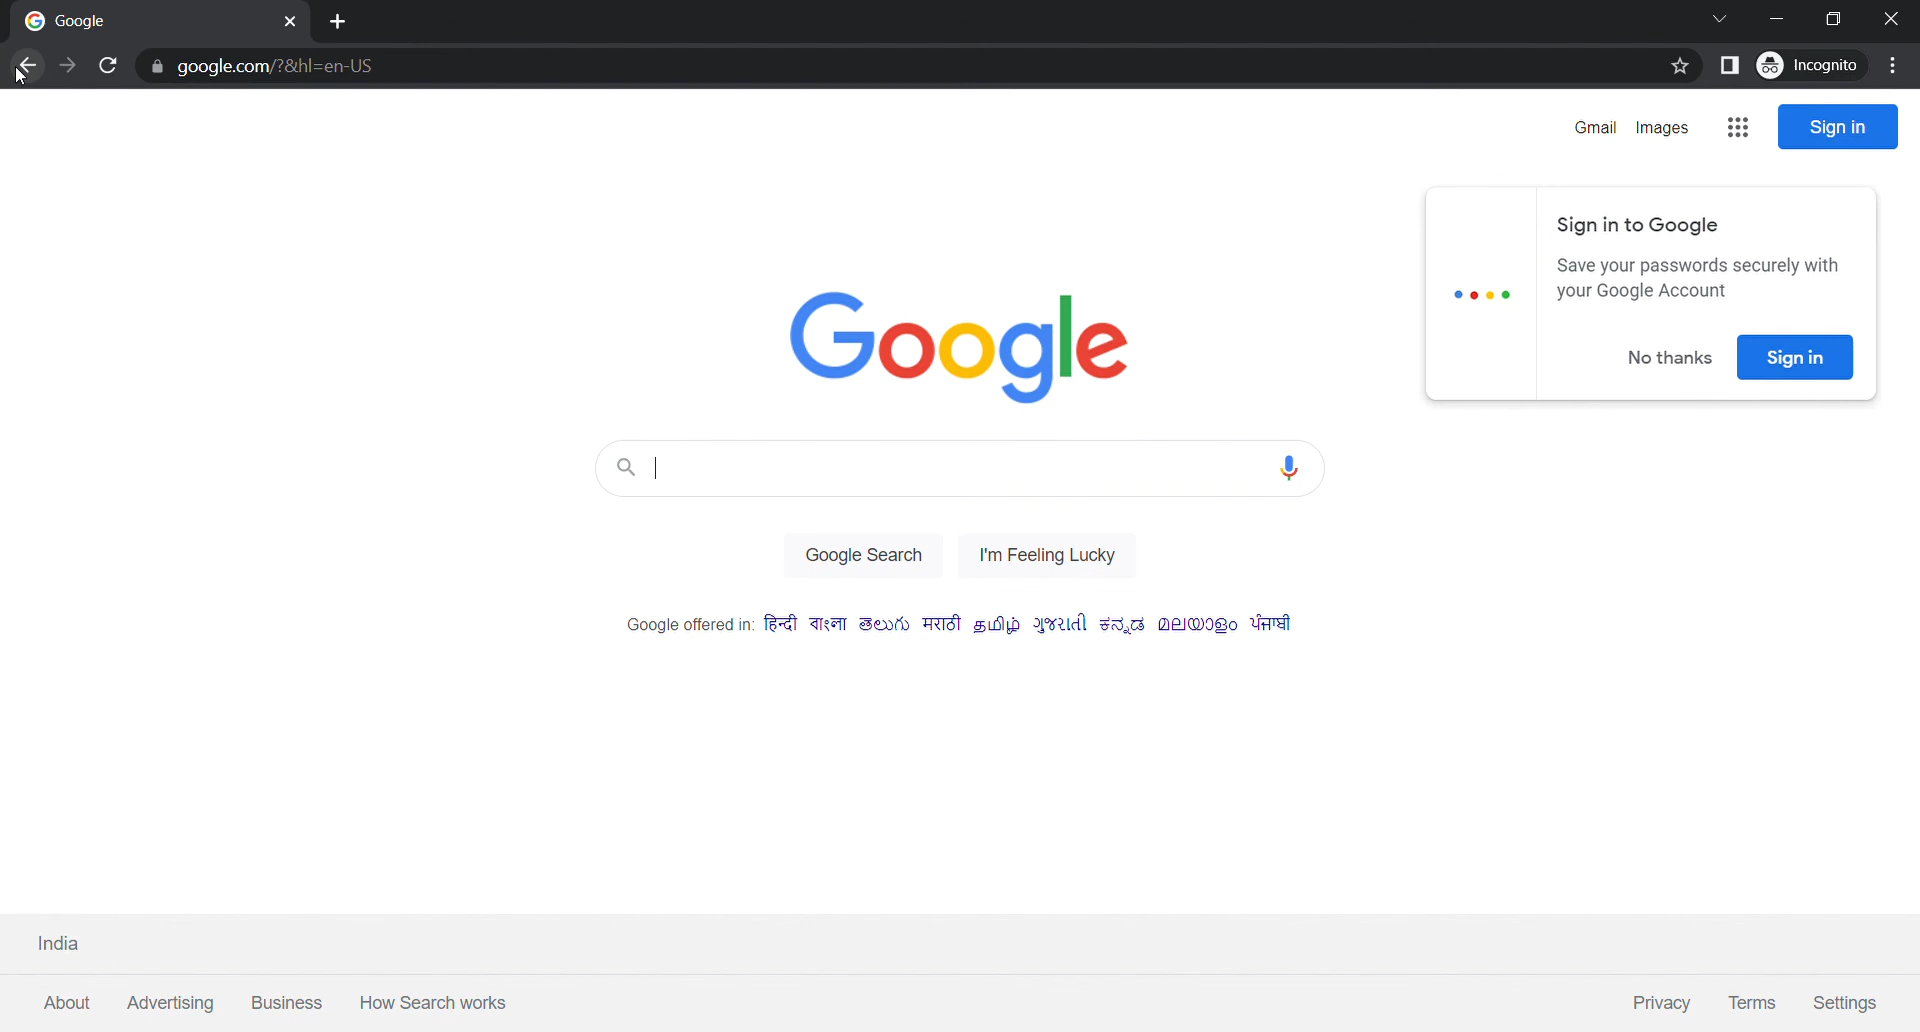 Google
google.com/?&hl=en-US
Incognito
Gmail Images
Sign in
Sign in to Google
Save your passwords securely with
your Google Account
No thanks Sign in
Google
Google Search I'm Feeling Lucky
Google offered in: हिन्दी বাংলা తెలుగు मराठी தமிழ் ગુજરાતી ಕನ್ನಡ മലയാളം ਪੰਜਾਬੀ
India
About Advertising Business How Search works Privacy Terms Settings